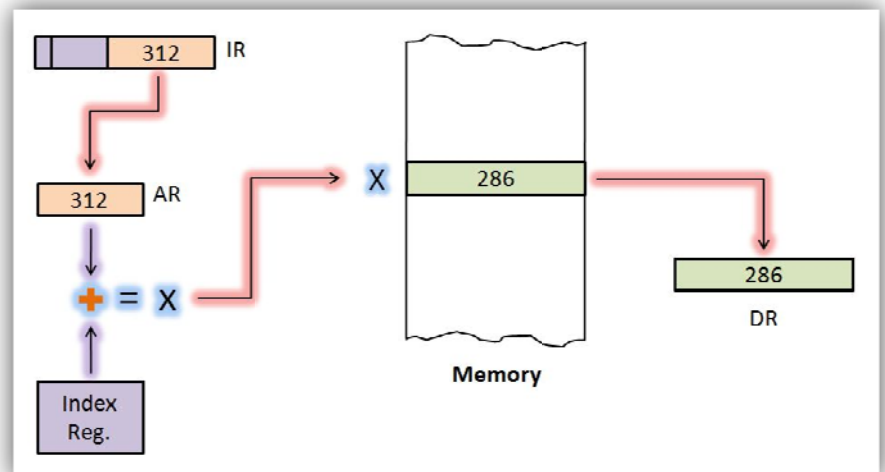 312 IR
312 AR
+ = X
Index
Reg.
X 286
Memory
286
DR